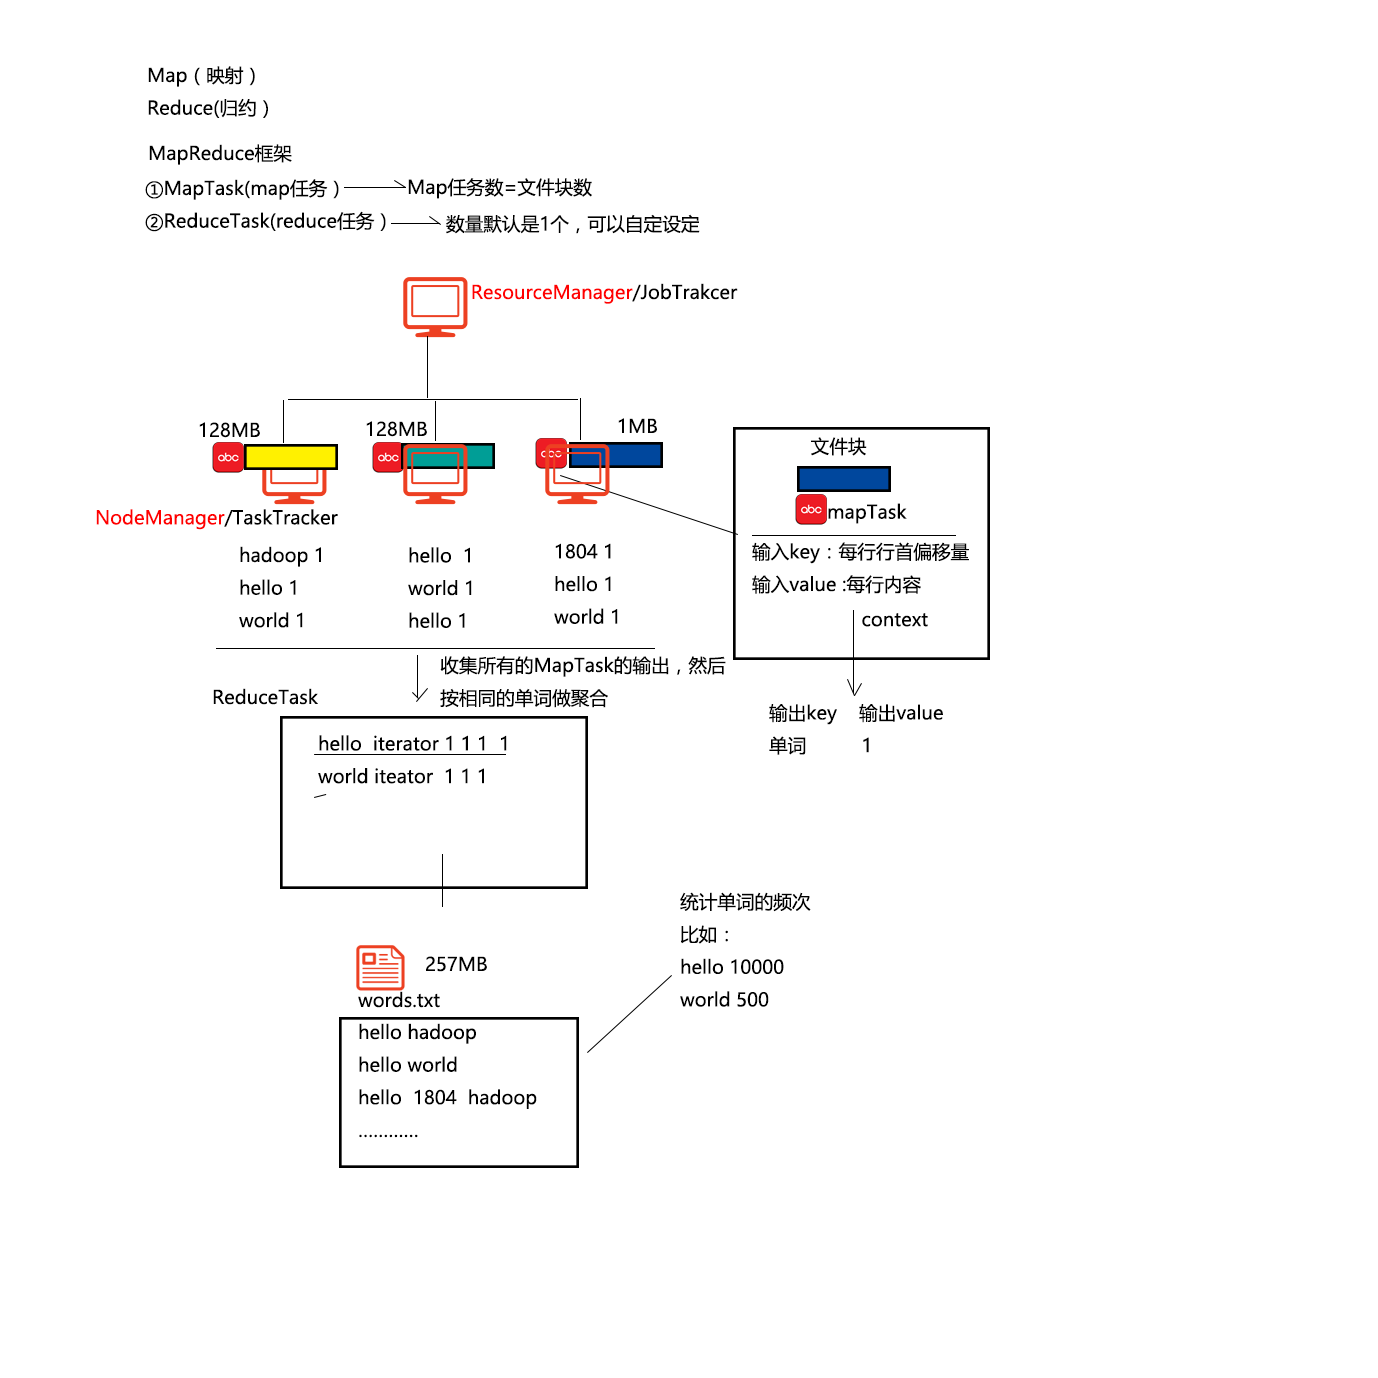 Map（映射）
Reduce(归约）
MapReduce框架
①MapTask(map任务）
Map任务数=文件块数
②ReduceTask(reduce任务）
数量默认是1个，可以自定设定
ResourceManager/JobTrakcer
128MB
128MB
1MB
abc
abc
abc
NodeManager/TaskTracker
hadoop 1
hello 1
world 1
hello  1
world 1
hello 1
1804 1
hello 1
world 1
文件块
abc
mapTask
输入key：每行行首偏移量
输入value :每行内容
context
输出key 输出value
单词 1
收集所有的MapTask的输出，然后
按相同的单词做聚合
ReduceTask
hello  iterator 1 1 1  1
world iteator  1 1 1
统计单词的频次
比如：
hello 10000
world 500
257MB
words.txt
hello hadoop
hello world
hello  1804  hadoop
............